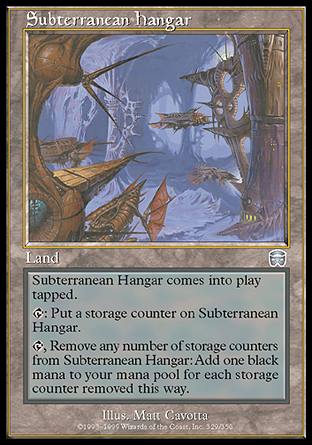 Subterranean Hangar
Land
Subterranean Hangar comes into play
tapped.
: Put a storage counter on Subterranean
Hangar.
, Remove any number of storage counters
from Subterranean Hangar: Add one black
mana to your mana pool for each storage
counter removed this way.
Illus. Matt Cavotta
©1993-1999 Wizards of the Coast, Inc. 329/350